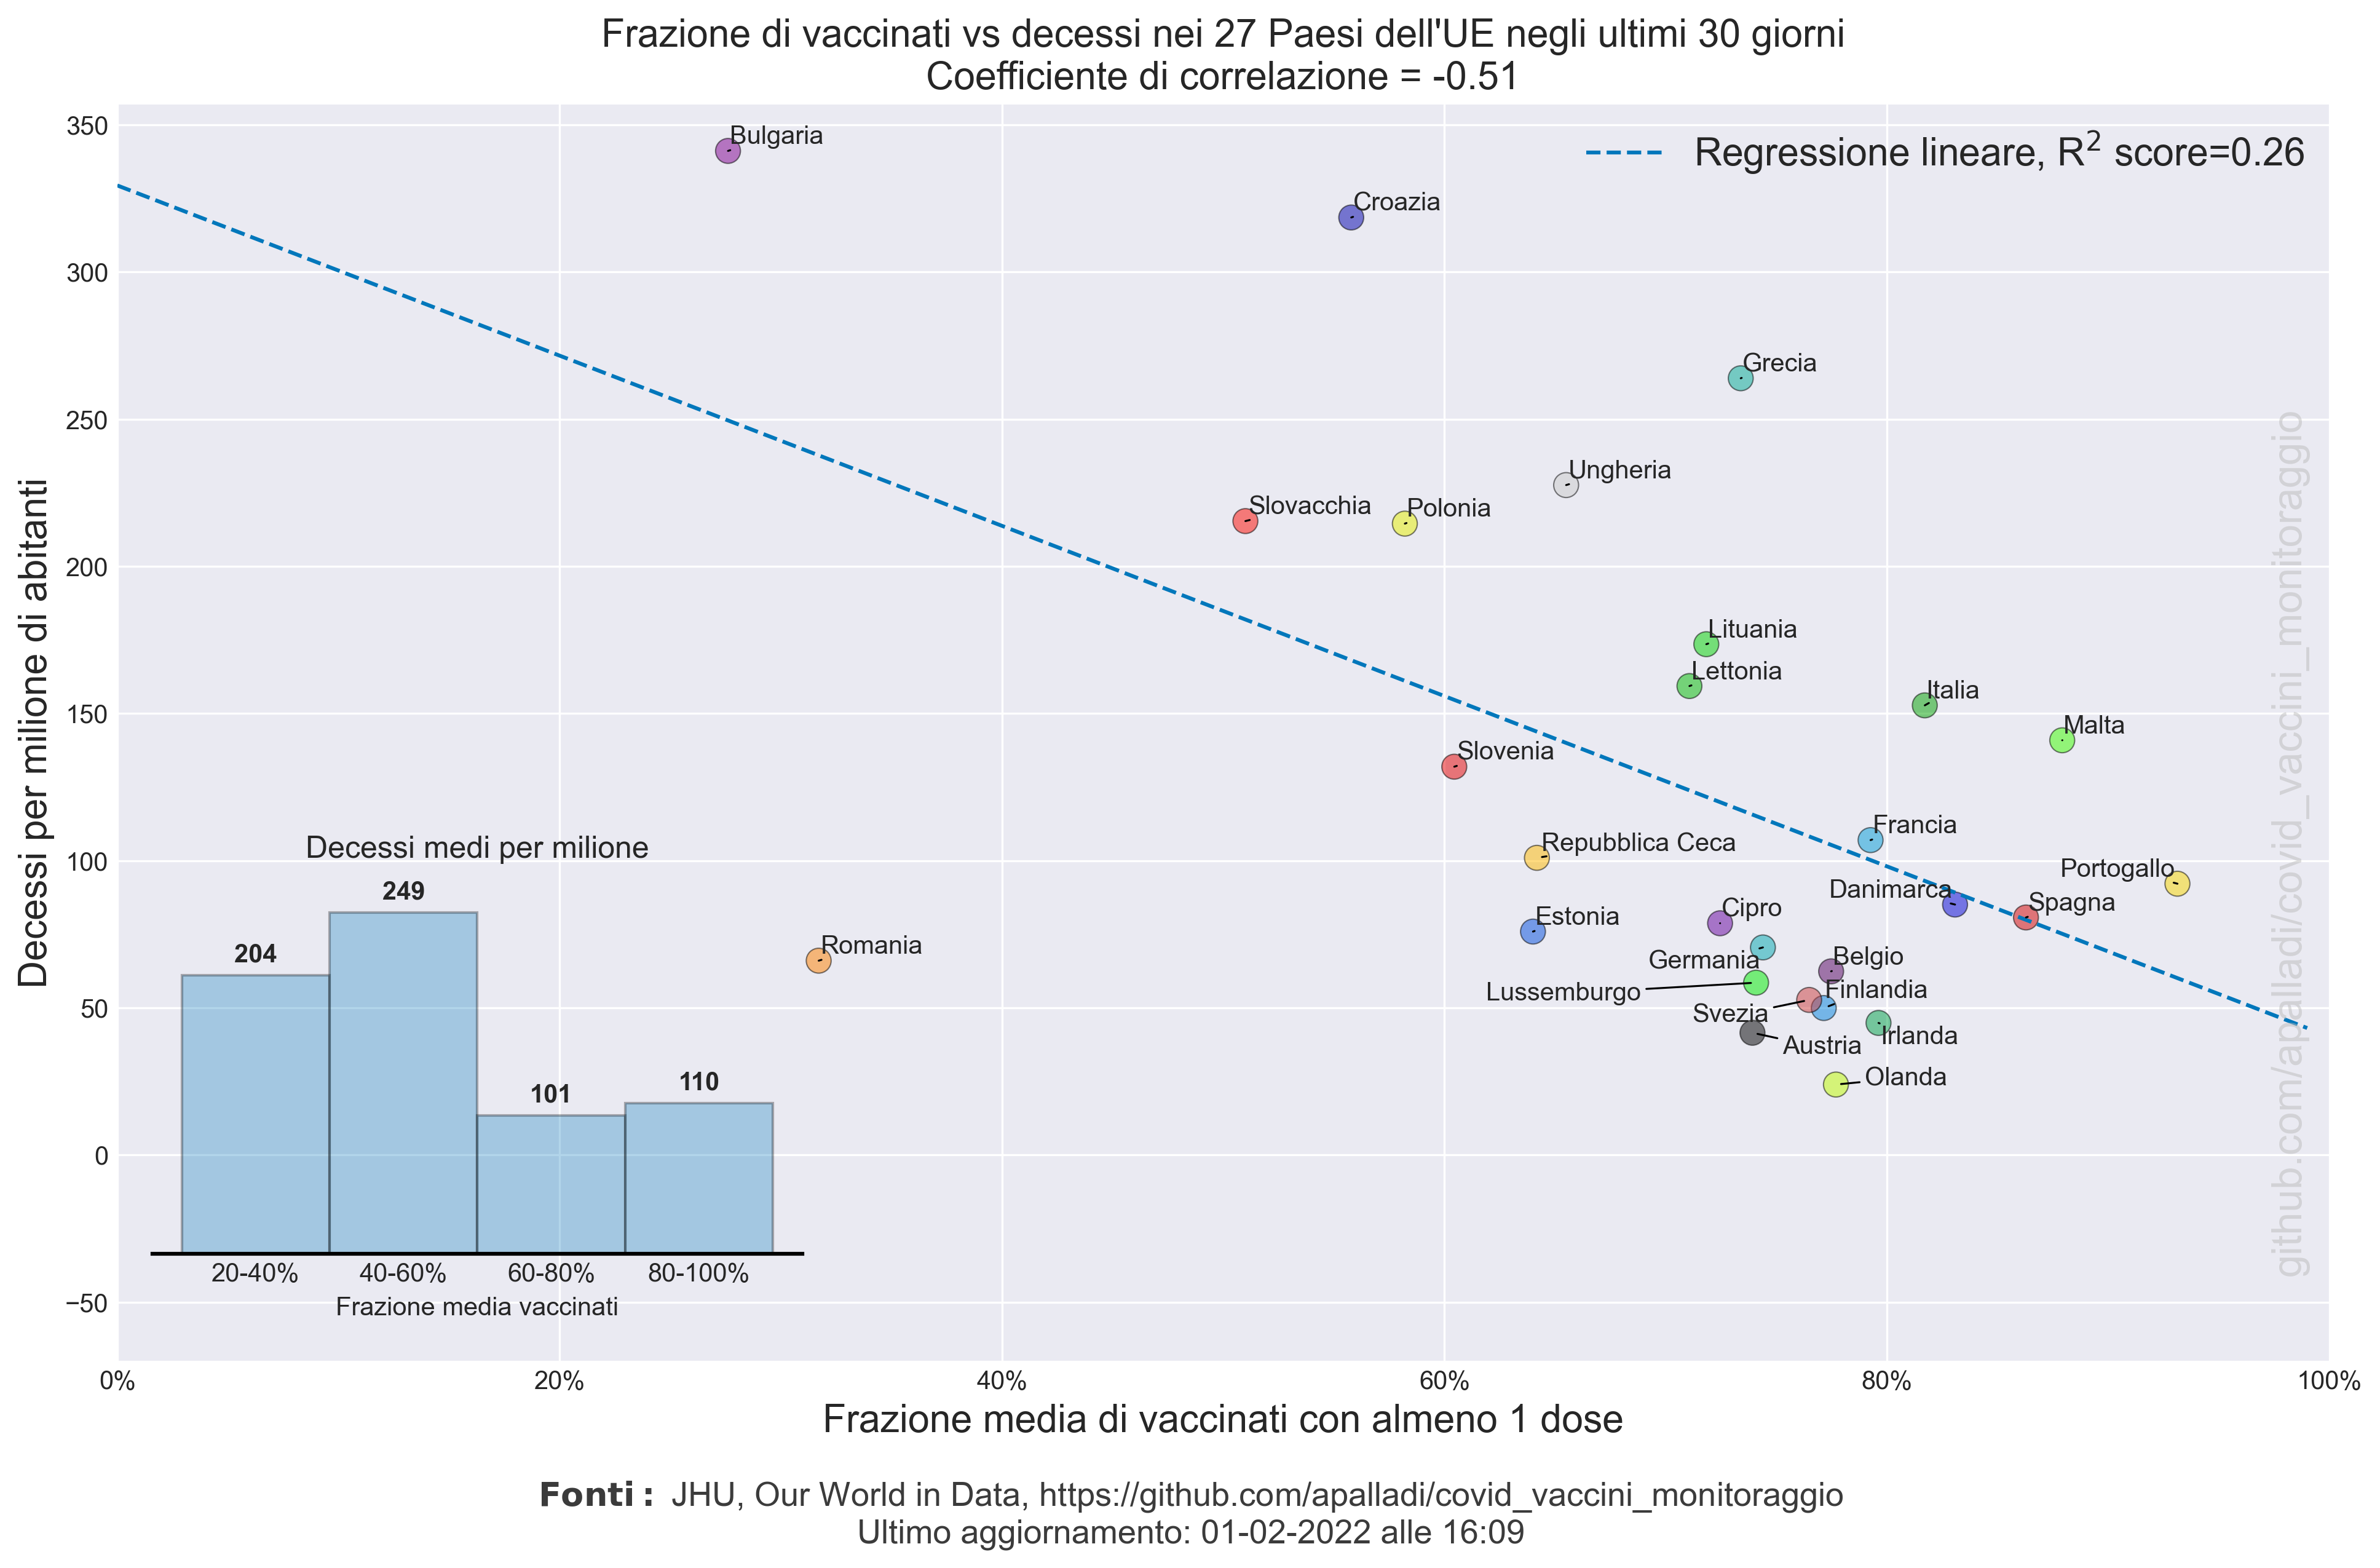 Frazione di vaccinati vs decessi nei 27 Paesi dell'UE negli ultimi 30 giorni
Coefficiente di correlazione = -0.51
Regressione lineare, R² score=0.26
Decessi per milione di abitanti
350
300
250
200
150
100
50
0
−50
Bulgaria
Croazia
Grecia
Ungheria
Slovacchia
Polonia
Lituania
Lettonia
Italia
Malta
Slovenia
Francia
Repubblica Ceca
Portogallo
Danimarca
Spagna
Cipro
Estonia
Romania
Germania
Belgio
Lussemburgo
Finlandia
Svezia
Irlanda
Austria
Olanda
Decessi medi per milione
204
249
101
110
20-40%
40-60%
60-80%
80-100%
Frazione media vaccinati
github.com/apalladi/covid_vaccini_monitoraggio
0%
20%
40%
60%
80%
100%
Frazione media di vaccinati con almeno 1 dose
Fonti: JHU, Our World in Data, https://github.com/apalladi/covid_vaccini_monitoraggio
Ultimo aggiornamento: 01-02-2022 alle 16:09